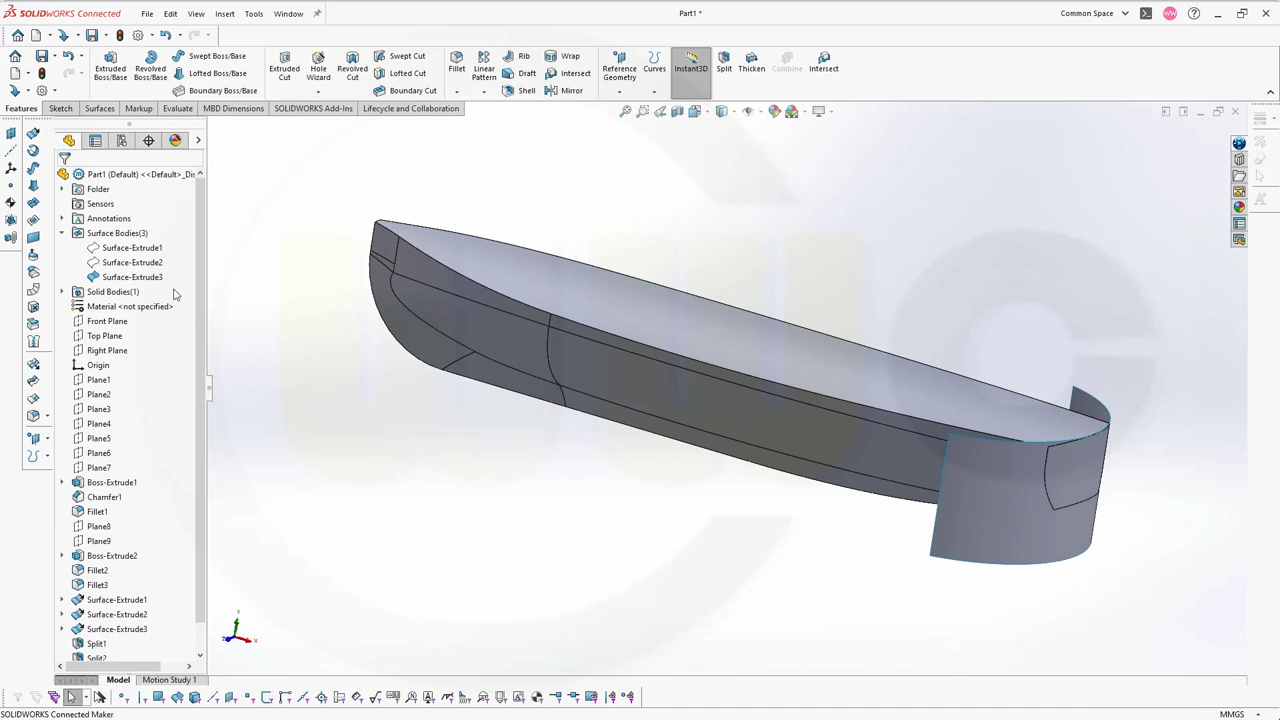 SOLIDWORKS Connected
File
Edit
View
Insert
Tools
Window
Part1 *
Common Space
WW
Extruded Boss/Base
Revolved Boss/Base
Swept Boss/Base
Lofted Boss/Base
Boundary Boss/Base
Extruded Cut
Hole Wizard
Revolved Cut
Swept Cut
Lofted Cut
Boundary Cut
Fillet
Linear Pattern
Rib
Draft
Shell
Wrap
Intersect
Mirror
Reference Geometry
Curves
Instant3D
Split
Thicken
Combine
Intersect
Features
Sketch
Surfaces
Markup
Evaluate
MBD Dimensions
SOLIDWORKS Add-Ins
Lifecycle and Collaboration
Part1 (Default) <<Default>_Dis
Folder
Sensors
Annotations
Surface Bodies(3)
Surface-Extrude1
Surface-Extrude2
Surface-Extrude3
Solid Bodies(1)
Material <not specified>
Front Plane
Top Plane
Right Plane
Origin
Plane1
Plane2
Plane3
Plane4
Plane5
Plane6
Plane7
Boss-Extrude1
Chamfer1
Fillet1
Plane8
Plane9
Boss-Extrude2
Fillet2
Fillet3
Surface-Extrude1
Surface-Extrude2
Surface-Extrude3
Split1
Split2
Y
Z
X
Model
Motion Study 1
SOLIDWORKS Connected Maker
MMGS